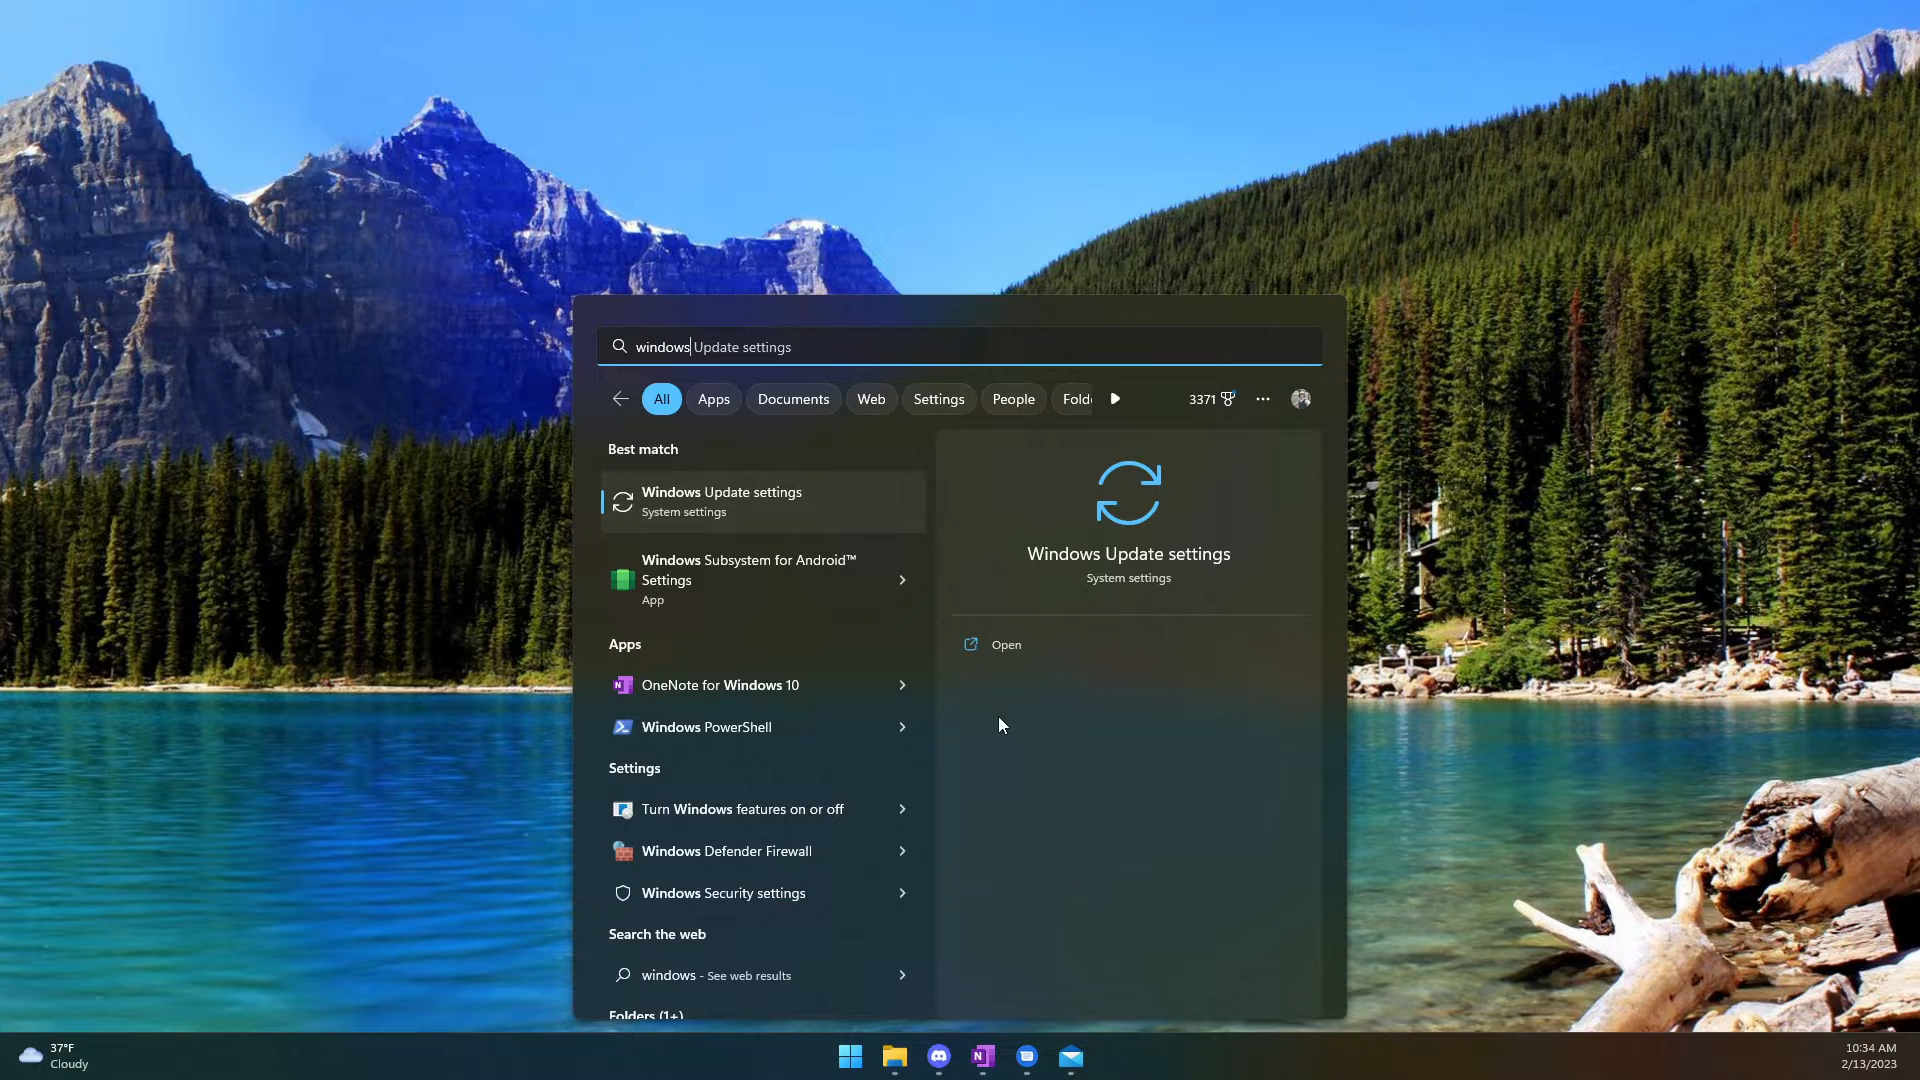 windows Update settings
All Apps Documents Web Settings People Fold 3371
Best match
Windows Update settings
System settings
Windows Subsystem for Android™
Settings
App
Apps
OneNote for Windows 10
Windows PowerShell
Settings
Turn Windows features on or off
Windows Defender Firewall
Windows Security settings
Search the web
windows - See web results
Folders (1+)
Windows Update settings
System settings
Open
37°F
Cloudy
10:34 AM
2/13/2023